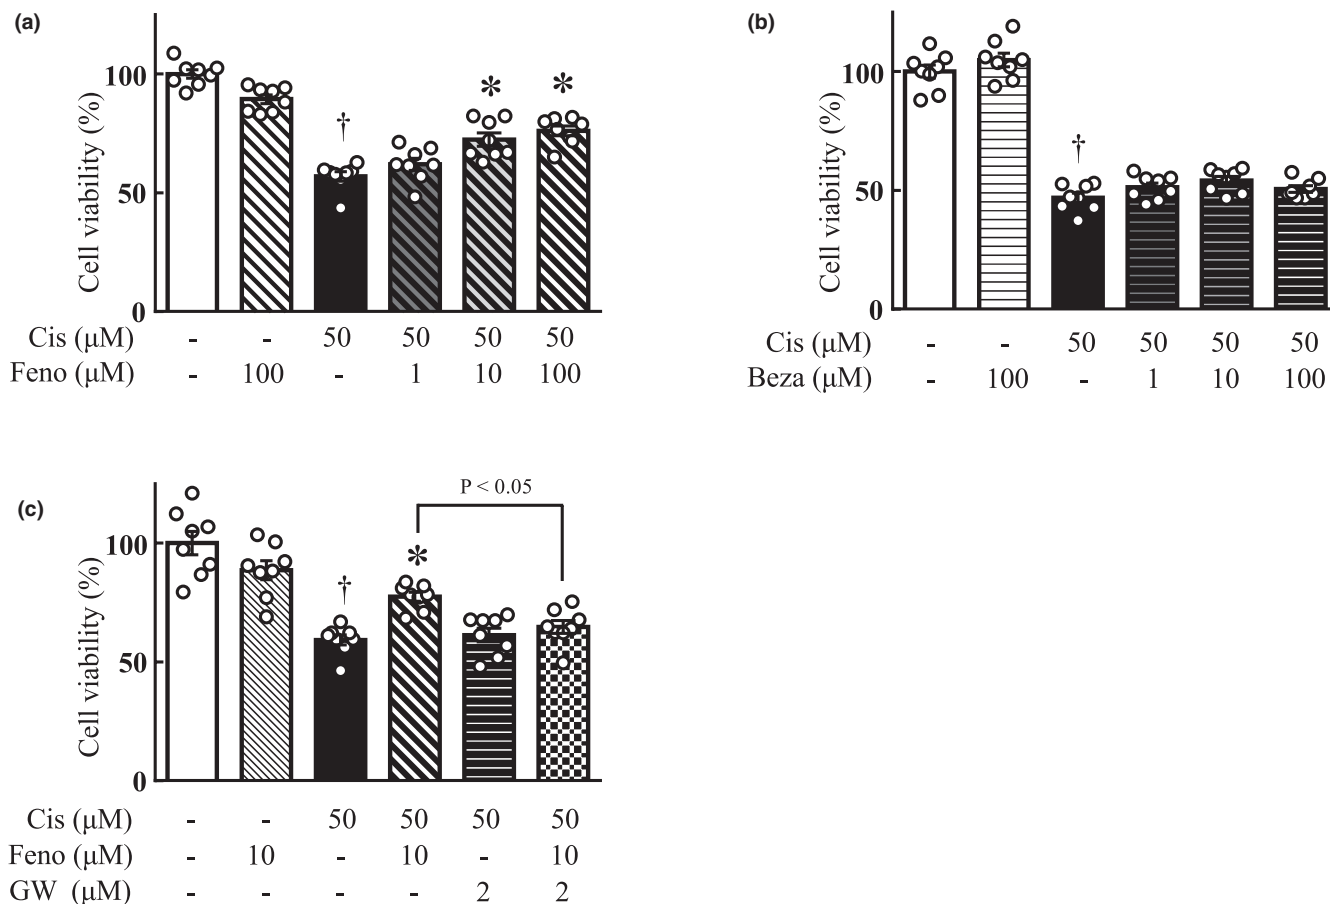 (a)
Cell viability (%)
100
50
0
†
*
*
Cis (μM) - - 50 50 50 50
Feno (μM) - 100 - 1 10 100
(b)
Cell viability (%)
100
50
0
†
Cis (μM) - - 50 50 50 50
Beza (μM) - 100 - 1 10 100
(c)
Cell viability (%)
100
50
0
†
*
P < 0.05
Cis (μM) - - 50 50 50 50
Feno (μM) - 10 - 10 - 10
GW (μM) - - - - 2 2